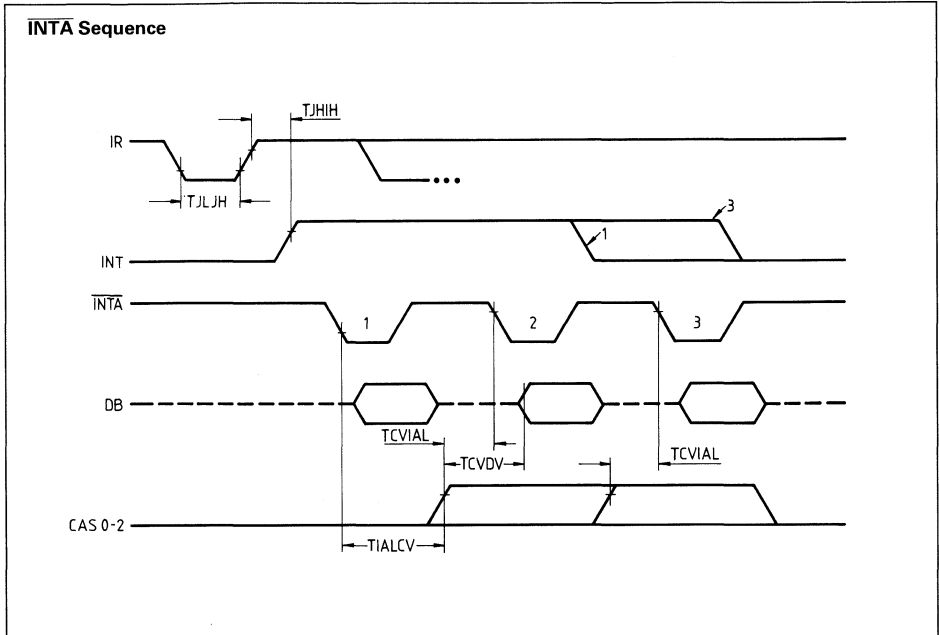 INTA Sequence
TJHIH
IR
TJLJH
3
1
INT
INTA
1
2
3
DB
TCVIAL
TCVDV
TCVIAL
CAS 0-2
TIALCV